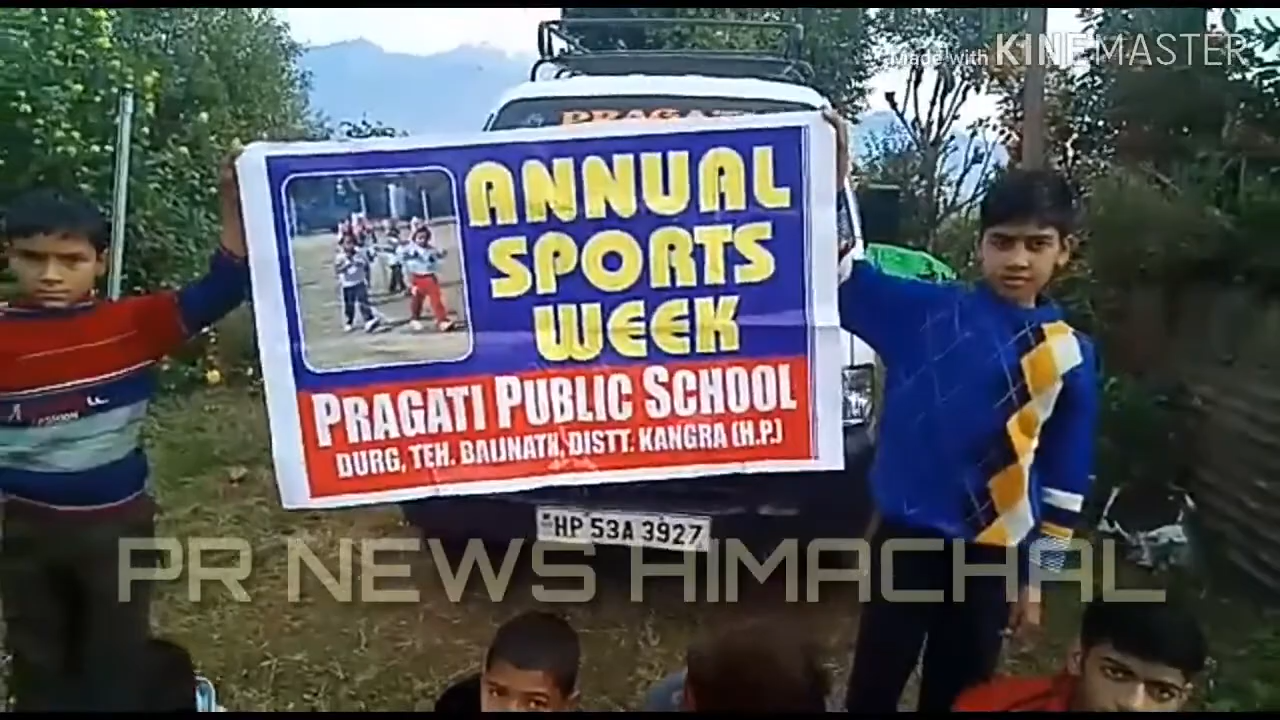 Made with KINEMASTER
PRAGATI
ANNUAL
SPORTS
WEEK
PRAGATI PUBLIC SCHOOL
DURG, TEH. BAIJNATH, DISTT. KANGRA (H.P.)
HP 53A 3927
PR NEWS HIMACHAL